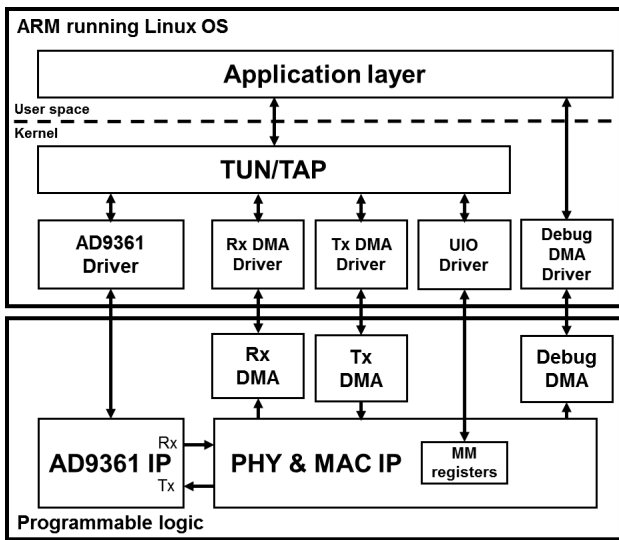 ARM running Linux OS
Application layer
User space
Kernel
TUN/TAP
AD9361
Driver
Rx DMA
Driver
Tx DMA
Driver
UIO
Driver
Debug
DMA
Driver
Rx
DMA
Tx
DMA
Debug
DMA
AD9361 IP
Rx
Tx
PHY & MAC IP
MM
registers
Programmable logic